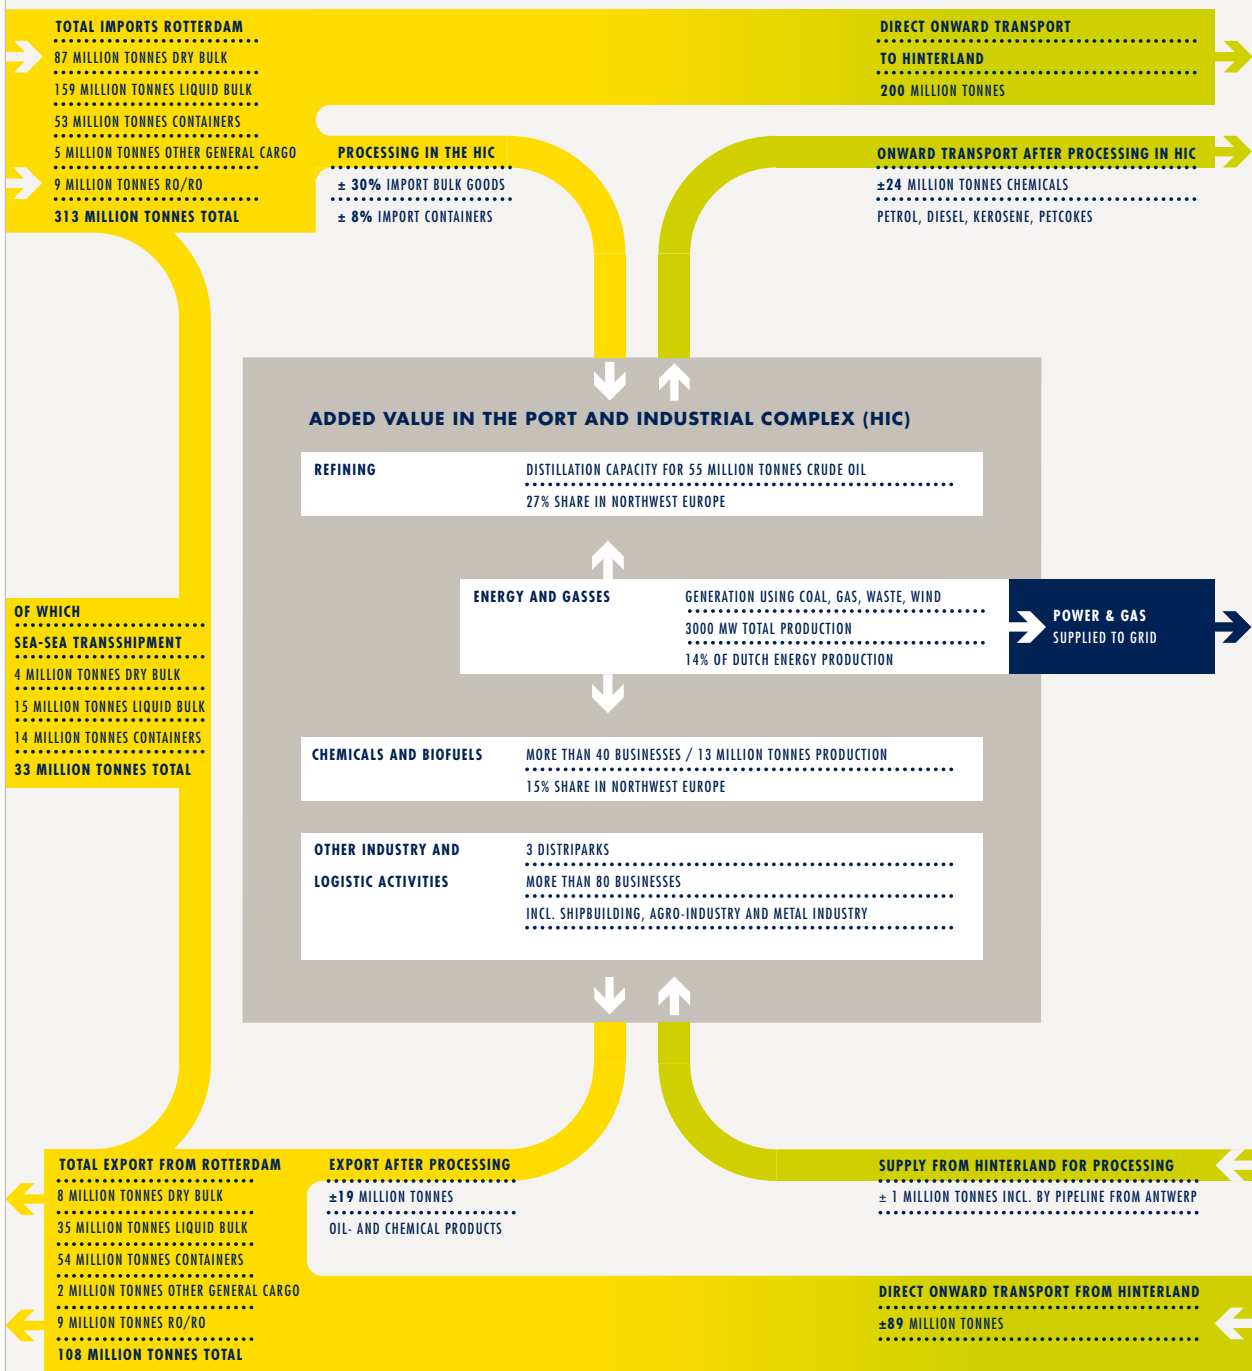 TOTAL IMPORTS ROTTERDAM
87 MILLION TONNES DRY BULK
159 MILLION TONNES LIQUID BULK
53 MILLION TONNES CONTAINERS
5 MILLION TONNES OTHER GENERAL CARGO
9 MILLION TONNES RO/RO
313 MILLION TONNES TOTAL
DIRECT ONWARD TRANSPORT
TO HINTERLAND
200 MILLION TONNES
PROCESSING IN THE HIC
± 30% IMPORT BULK GOODS
± 8% IMPORT CONTAINERS
ONWARD TRANSPORT AFTER PROCESSING IN HIC
±24 MILLION TONNES CHEMICALS
PETROL, DIESEL, KEROSENE, PETCOKES
ADDED VALUE IN THE PORT AND INDUSTRIAL COMPLEX (HIC)
REFINING
DISTILLATION CAPACITY FOR 55 MILLION TONNES CRUDE OIL
27% SHARE IN NORTHWEST EUROPE
ENERGY AND GASSES
GENERATION USING COAL, GAS, WASTE, WIND
3000 MW TOTAL PRODUCTION
14% OF DUTCH ENERGY PRODUCTION
POWER & GAS
SUPPLIED TO GRID
OF WHICH
SEA-SEA TRANSSHIPMENT
4 MILLION TONNES DRY BULK
15 MILLION TONNES LIQUID BULK
14 MILLION TONNES CONTAINERS
33 MILLION TONNES TOTAL
CHEMICALS AND BIOFUELS
MORE THAN 40 BUSINESSES / 13 MILLION TONNES PRODUCTION
15% SHARE IN NORTHWEST EUROPE
OTHER INDUSTRY AND
LOGISTIC ACTIVITIES
3 DISTRIPARKS
MORE THAN 80 BUSINESSES
INCL. SHIPBUILDING, AGRO-INDUSTRY AND METAL INDUSTRY
TOTAL EXPORT FROM ROTTERDAM
8 MILLION TONNES DRY BULK
35 MILLION TONNES LIQUID BULK
54 MILLION TONNES CONTAINERS
2 MILLION TONNES OTHER GENERAL CARGO
9 MILLION TONNES RO/RO
108 MILLION TONNES TOTAL
EXPORT AFTER PROCESSING
±19 MILLION TONNES
OIL- AND CHEMICAL PRODUCTS
SUPPLY FROM HINTERLAND FOR PROCESSING
± 1 MILLION TONNES INCL. BY PIPELINE FROM ANTWERP
DIRECT ONWARD TRANSPORT FROM HINTERLAND
±89 MILLION TONNES